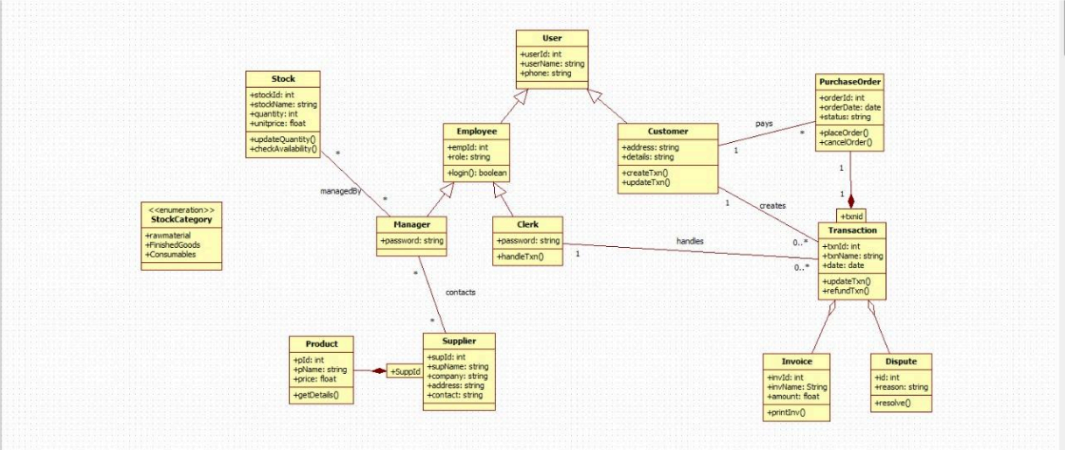 User
+userId: int
+userName: string
+phone: string
Stock
+stockId: int
+stockName: string
+quantity: int
+unitprice: float
+updateQuantity()
+checkAvailability()
PurchaseOrder
+orderId: int
+orderDate: date
+status: string
+placeOrder()
+cancelOrder()
Employee
+empId: int
+role: string
+login(): boolean
Customer
+address: string
+details: string
+createTxn()
+updateTxn()
pays
1
*
*
managedBy
*
1
1
1
creates
0..*
<<enumeration>>
StockCategory
+rawmaterial
+FinishedGoods
+Consumables
Manager
+password: string
Clerk
+password: string
+handleTxn()
handles
1
0..*
+txnid
Transaction
+txnId: int
+txnName: string
+date: date
+updateTxn()
+refundTxn()
*
contacts
*
Product
+pId: int
+pName: string
+price: float
+getDetails()
+SuppId
Supplier
+supId: int
+supName: string
+company: string
+address: string
+contact: string
Invoice
+invId: int
+invName: String
+amount: float
+printInv()
Dispute
+id: int
+reason: string
+resolve()